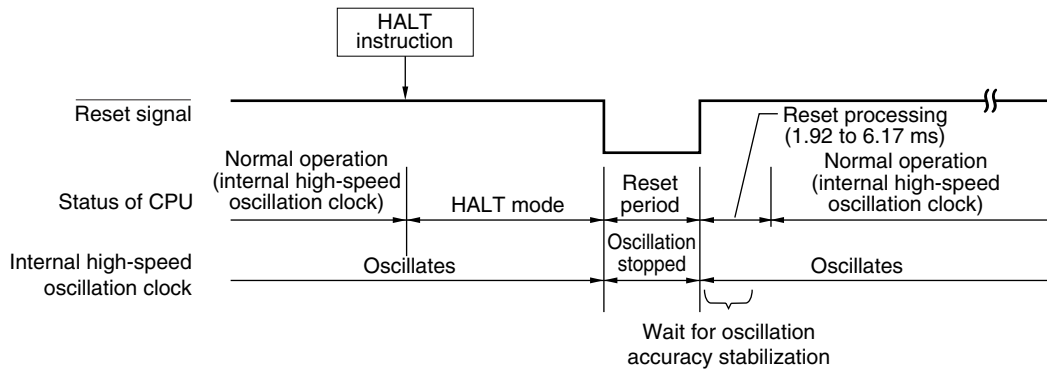 HALT
instruction
Reset signal
Reset processing
(1.92 to 6.17 ms)
Status of CPU
Normal operation
(internal high-speed
oscillation clock)
HALT mode
Reset
period
Normal operation
(internal high-speed
oscillation clock)
Internal high-speed
oscillation clock
Oscillates
Oscillation
stopped
Oscillates
Wait for oscillation
accuracy stabilization